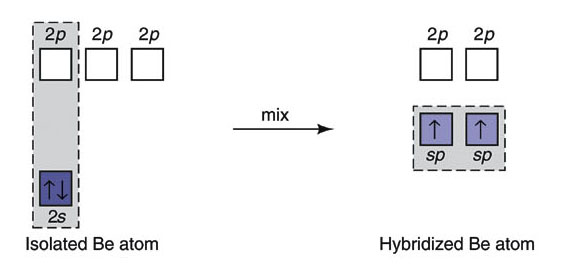 2p 2p 2p
2s
Isolated Be atom
mix
2p 2p
↑ ↑
sp sp
Hybridized Be atom